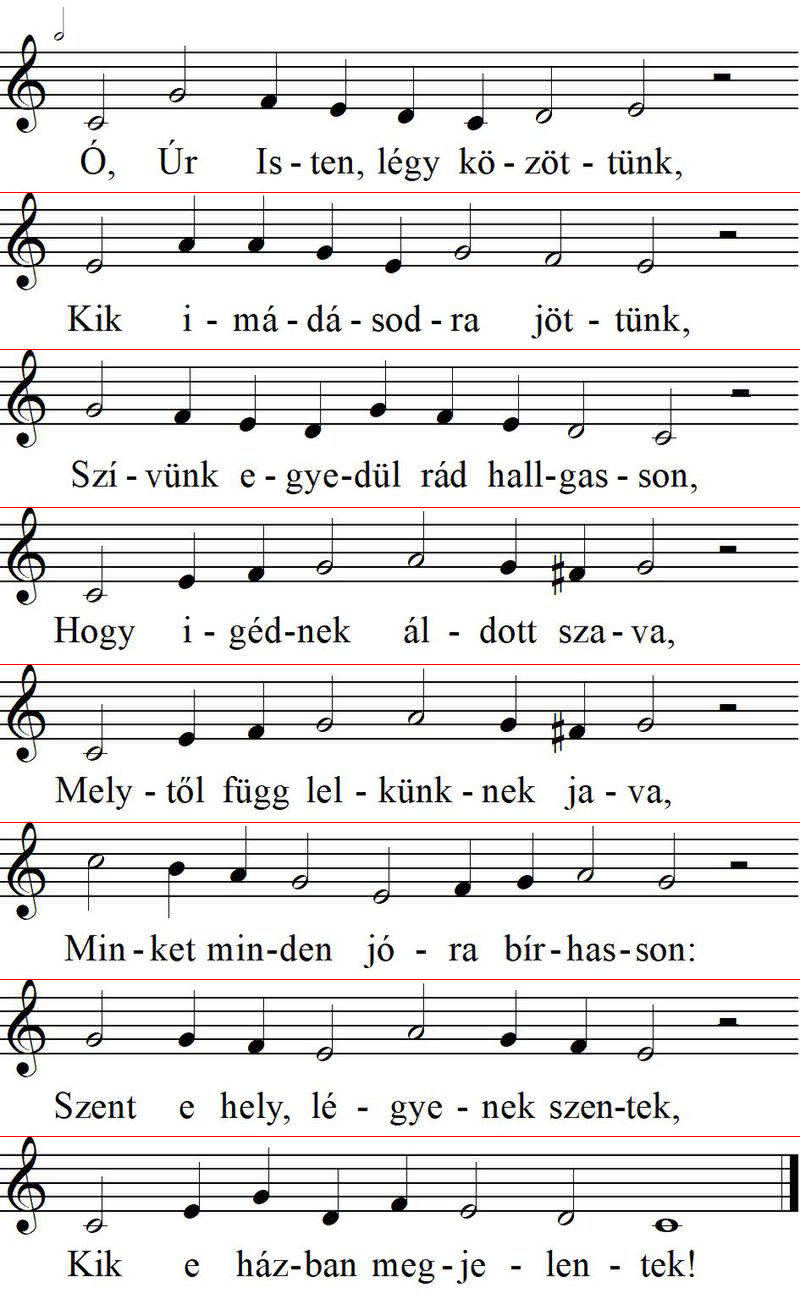 Ó, Úr Is - ten, légy kö - zöt - tünk,
Kik i - má - dá - sod - ra jöt - tünk,
Szí - vünk e - gye - dül rád hall - gas - son,
Hogy i - géd - nek ál - dott sza - va,
Mely - től függ lel - künk - nek ja - va,
Min - ket min - den jó - ra bír - has - son:
Szent e hely, lé - gye - nek szen - tek,
Kik e ház - ban meg - je - len - tek!